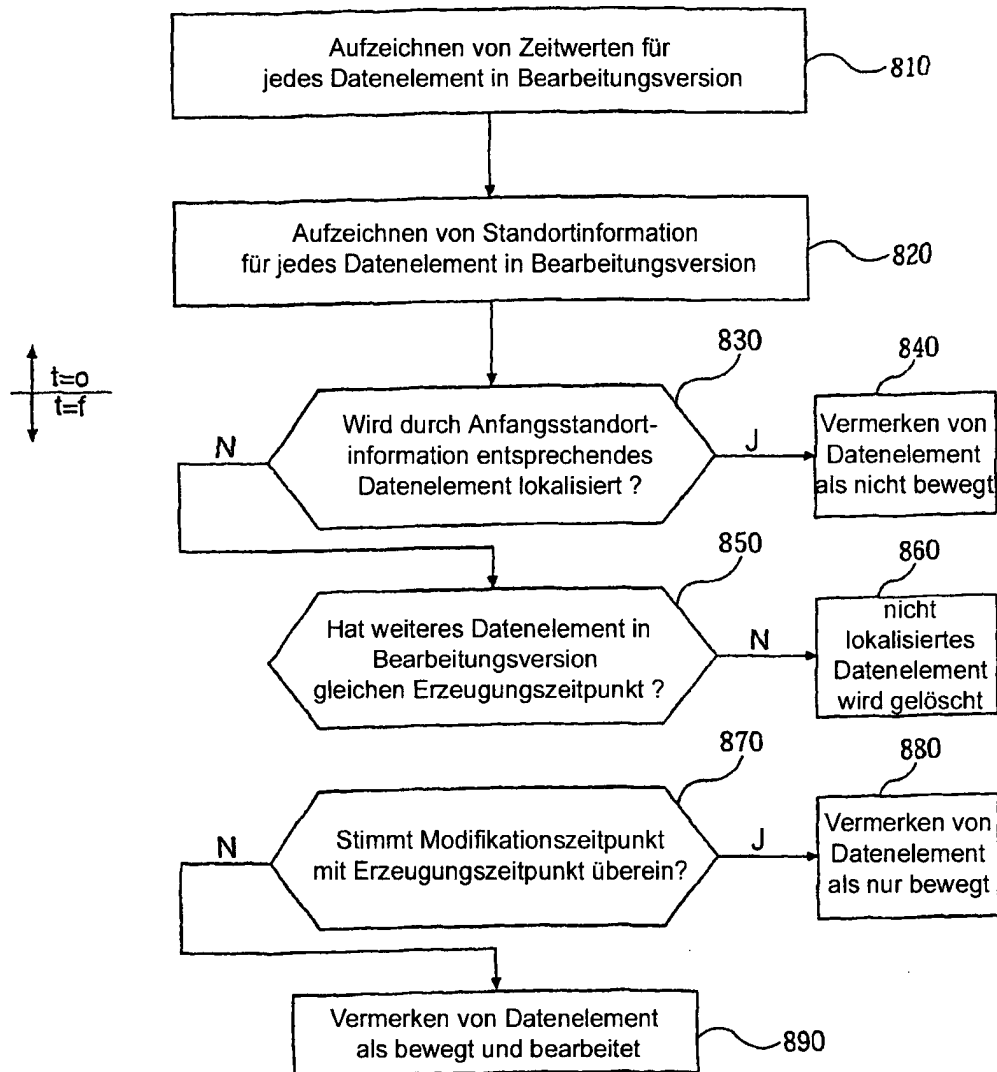 Aufzeichnen von Zeitwerten für
jedes Datenelement in Bearbeitungsversion
810
Aufzeichnen von Standortinformation
für jedes Datenelement in Bearbeitungsversion
820
t=o
t=f
830
Wird durch Anfangsstandort-
information entsprechendes
Datenelement lokalisiert ?
N
J
840
Vermerken von
Datenelement
als nicht bewegt
850
Hat weiteres Datenelement in
Bearbeitungsversion
gleichen Erzeugungszeitpunkt ?
N
860
nicht
lokalisiertes
Datenelement
wird gelöscht
870
Stimmt Modifikationszeitpunkt
mit Erzeugungszeitpunkt überein?
N
J
880
Vermerken von
Datenelement
als nur bewegt
Vermerken von Datenelement
als bewegt und bearbeitet
890